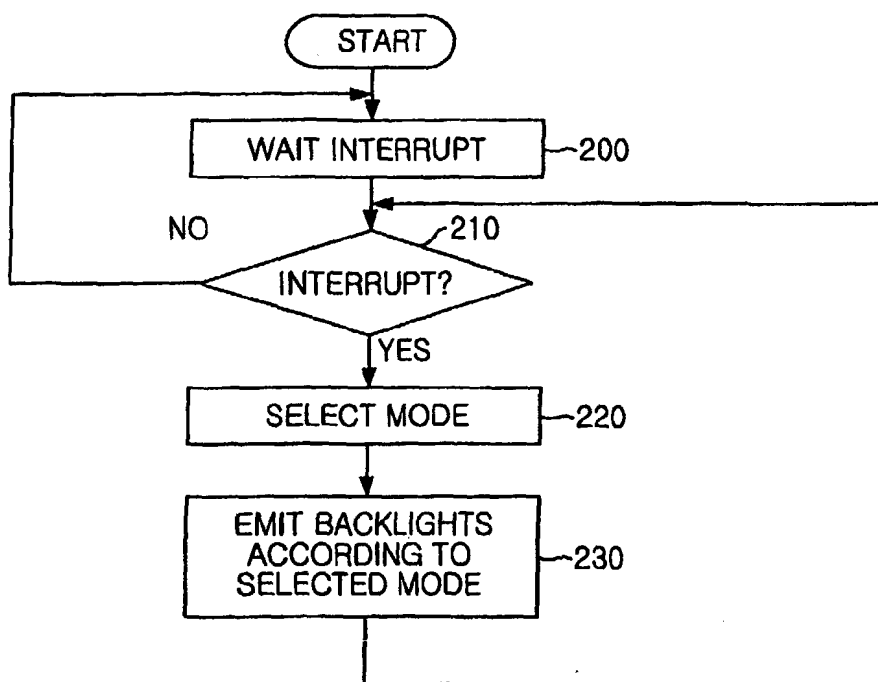 START
WAIT INTERRUPT
200
NO
210
INTERRUPT?
YES
SELECT MODE
220
EMIT BACKLIGHTS
ACCORDING TO
SELECTED MODE
230